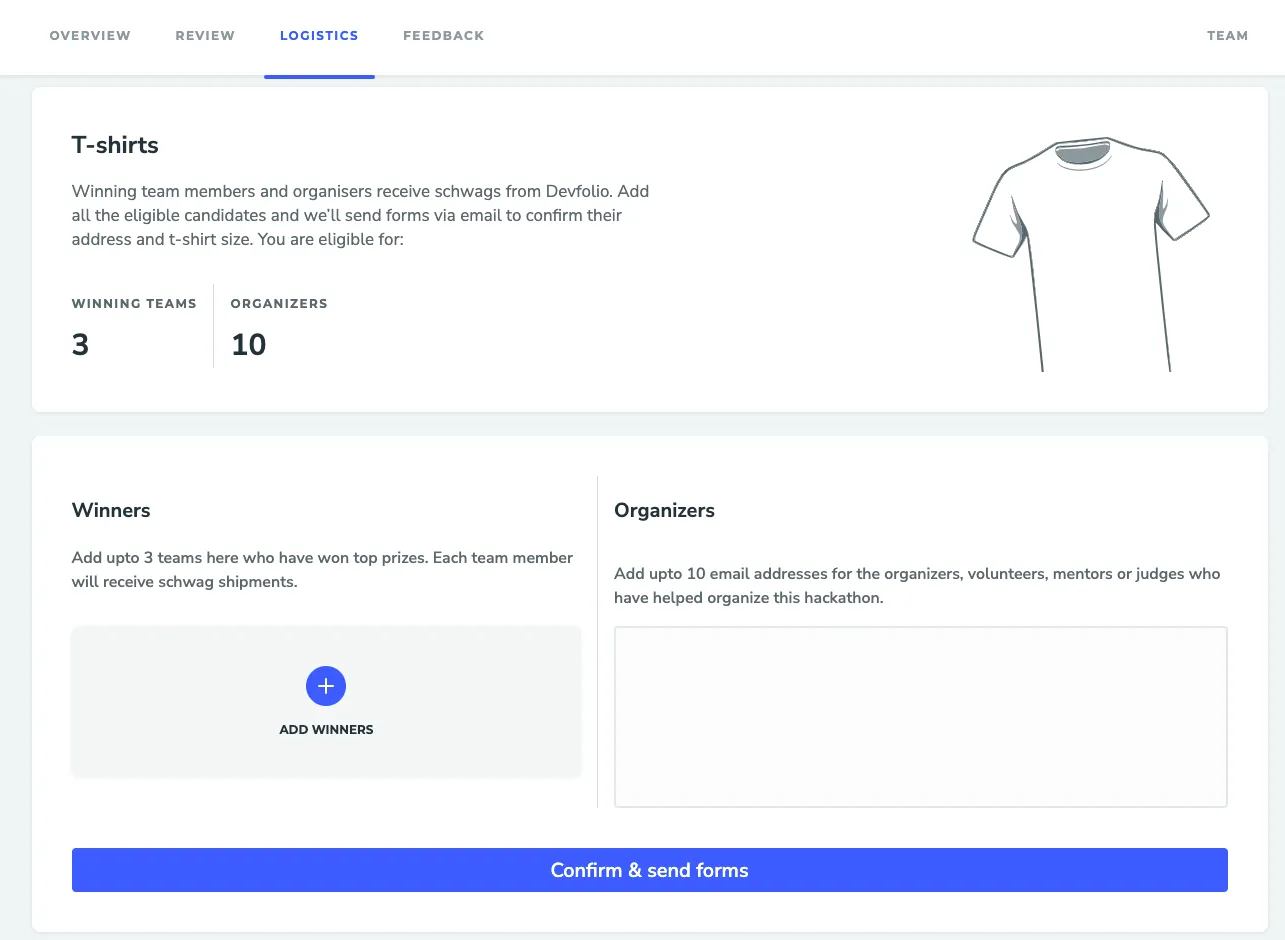 OVERVIEW
REVIEW
LOGISTICS
FEEDBACK
TEAM
T-shirts
Winning team members and organisers receive schwags from Devfolio. Add
all the eligible candidates and we'll send forms via email to confirm their
address and t-shirt size. You are eligible for:
WINNING TEAMS
3
ORGANIZERS
10
Winners
Add upto 3 teams here who have won top prizes. Each team member
will receive schwag shipments.
ADD WINNERS
Organizers
Add upto 10 email addresses for the organizers, volunteers, mentors or judges who
have helped organize this hackathon.
Confirm & send forms